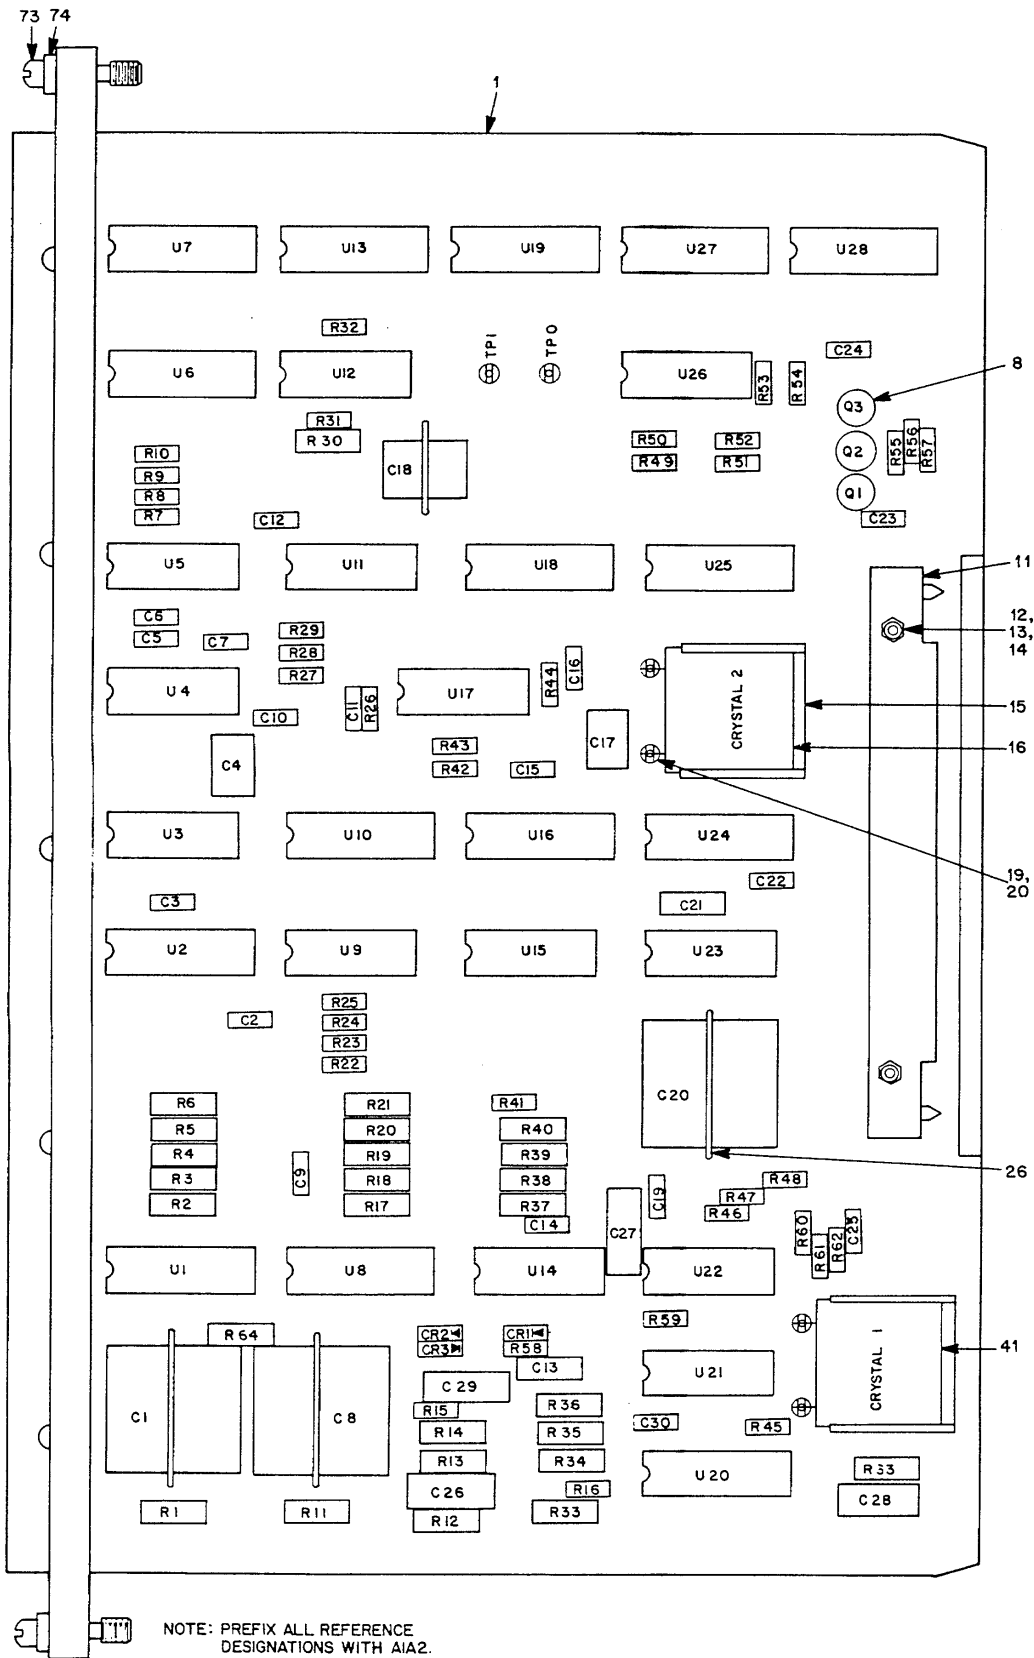 73 74
1
U7 U13 U19 U27 U28
R32 TP1 TP0 C24
U6 U12 U26 R53 R54 8
Q3
R31
R30 R50 R52 R55 R56 R57
R10 C18 Q2
R9 R49 R51
R8 Q1
R7 C12 C23
U5 U11 U18 U25 11
C6 12,
C5 C7 R29 13,
R28 14
R27 R44 C16
U4 C11 R26 U17 CRYSTAL 2 15
C10
R43 C17 16
C4 R42 C15
U3 U10 U16 U24
C22 19,
C3 C21 20
U2 U9 U15 U23
R25
C2 R24
R23
R22 C20
R6 R21 R41
R5 R20 R40
R4 R19 R39
R3 C9 R18 R38 C19 R48 26
R2 R17 R37 R47
C14 C27 R46
R60 R61 R62 C25
U1 U8 U14 U22
R64 CR2 CR1 R59
CR3 R58
C13 U21 CRYSTAL 1 41
C29
C1 C8 R15 R36 C30 R45
R14 R35
R13 R34 U20 R63
C26 R16 C28
R1 R11 R12 R33
NOTE: PREFIX ALL REFERENCE
DESIGNATIONS WITH A1A2.